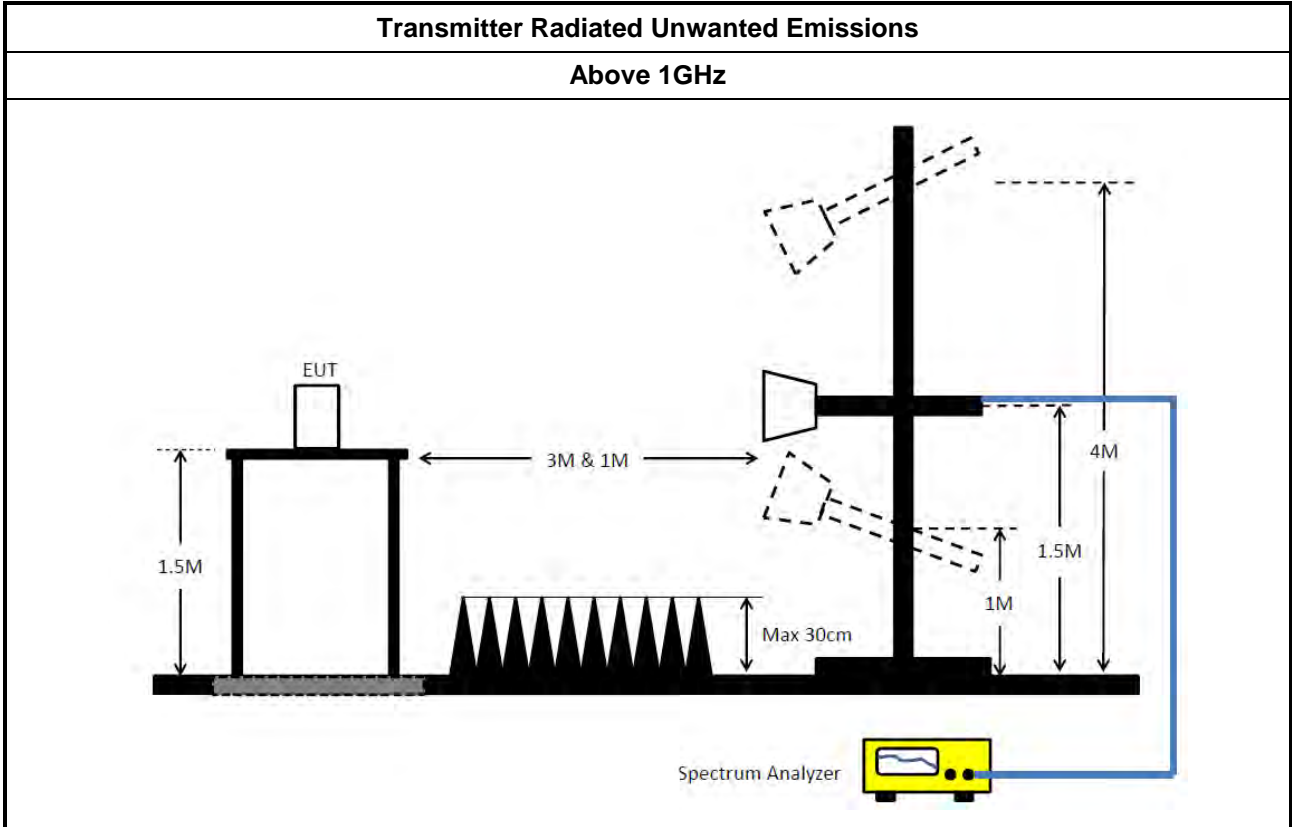 Transmitter Radiated Unwanted Emissions
Above 1GHz
EUT
3M & 1M
4M
1.5M
1.5M
1M
Max 30cm
Spectrum Analyzer